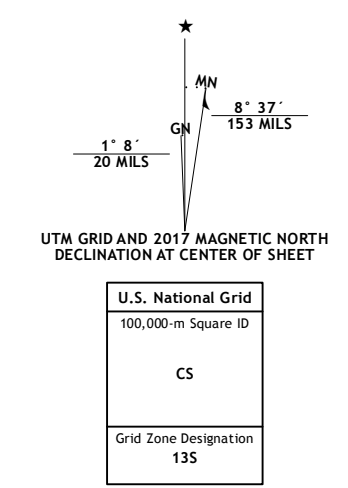 MN
GN
8° 37´
153 MILS
1° 8´
20 MILS
UTM GRID AND 2017 MAGNETIC NORTH
DECLINATION AT CENTER OF SHEET
U.S. National Grid
100,000-m Square ID
CS
Grid Zone Designation
13S